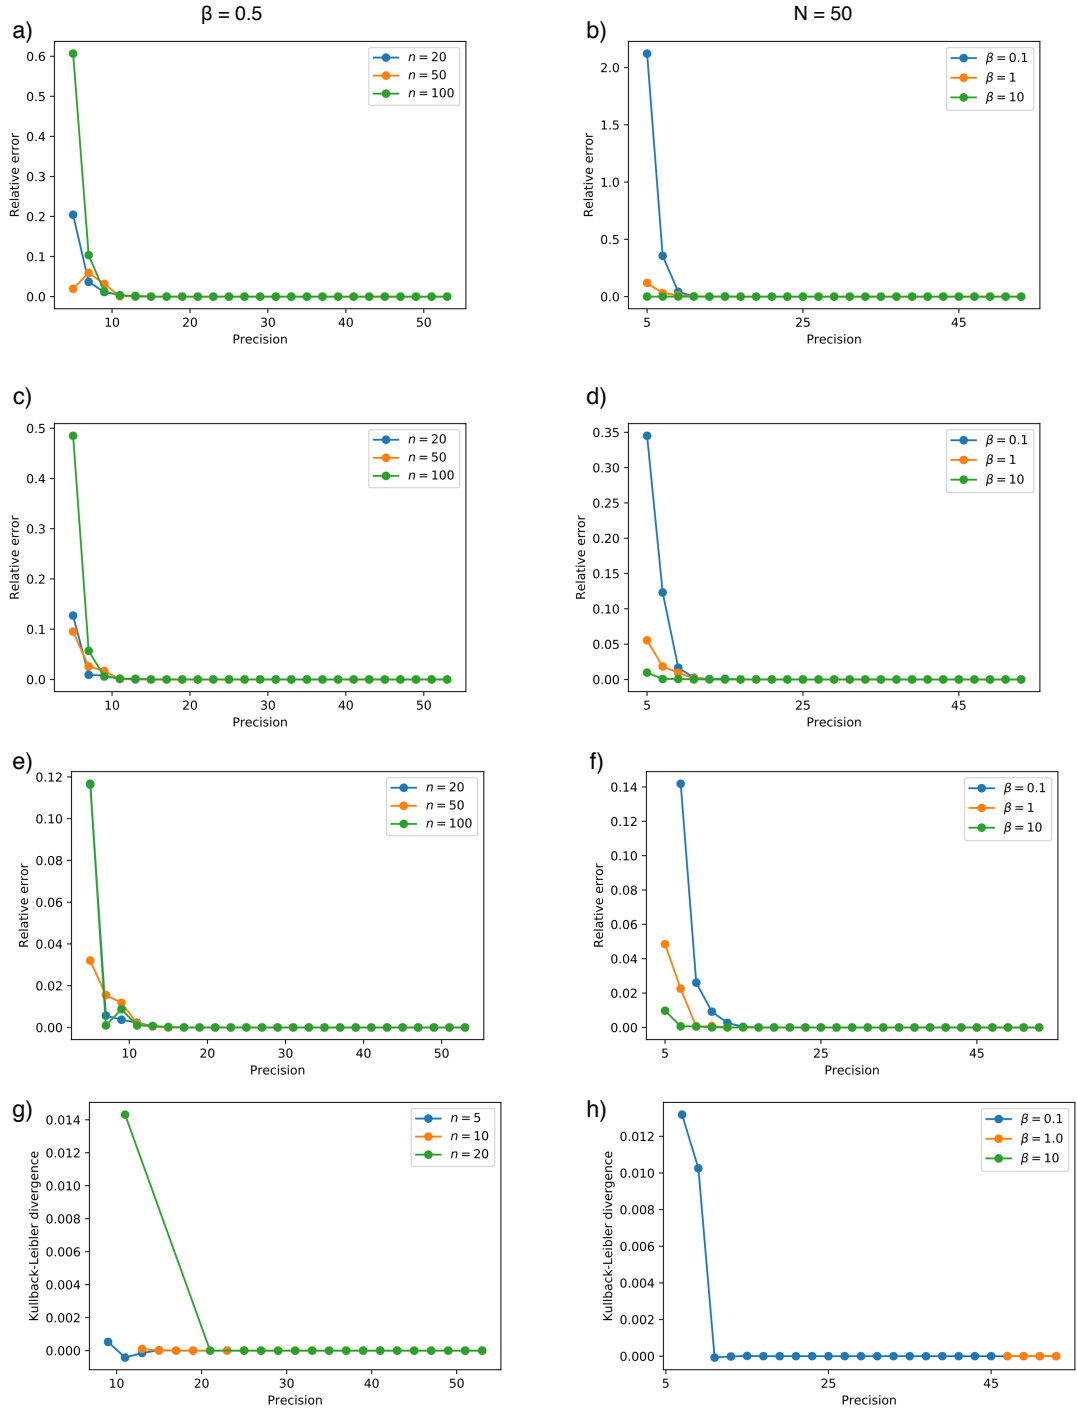 β = 0.5
N = 50
a)
0.6
0.5
0.4
0.3
0.2
0.1
0.0
10
20
30
40
50
Relative error
Precision
n = 20
n = 50
n = 100
b)
2.0
1.5
1.0
0.5
0.0
5
25
45
Relative error
Precision
β = 0.1
β = 1
β = 10
c)
0.5
0.4
0.3
0.2
0.1
0.0
10
20
30
40
50
Relative error
Precision
n = 20
n = 50
n = 100
d)
0.35
0.30
0.25
0.20
0.15
0.10
0.05
0.00
5
25
45
Relative error
Precision
β = 0.1
β = 1
β = 10
e)
0.12
0.10
0.08
0.06
0.04
0.02
0.00
10
20
30
40
50
Relative error
Precision
n = 20
n = 50
n = 100
f)
0.14
0.12
0.10
0.08
0.06
0.04
0.02
0.00
5
25
45
Relative error
Precision
β = 0.1
β = 1
β = 10
g)
0.014
0.012
0.010
0.008
0.006
0.004
0.002
0.000
10
20
30
40
50
Kullback-Leibler divergence
Precision
n = 5
n = 10
n = 20
h)
0.012
0.010
0.008
0.006
0.004
0.002
0.000
5
25
45
Kullback-Leibler divergence
Precision
β = 0.1
β = 1.0
β = 10